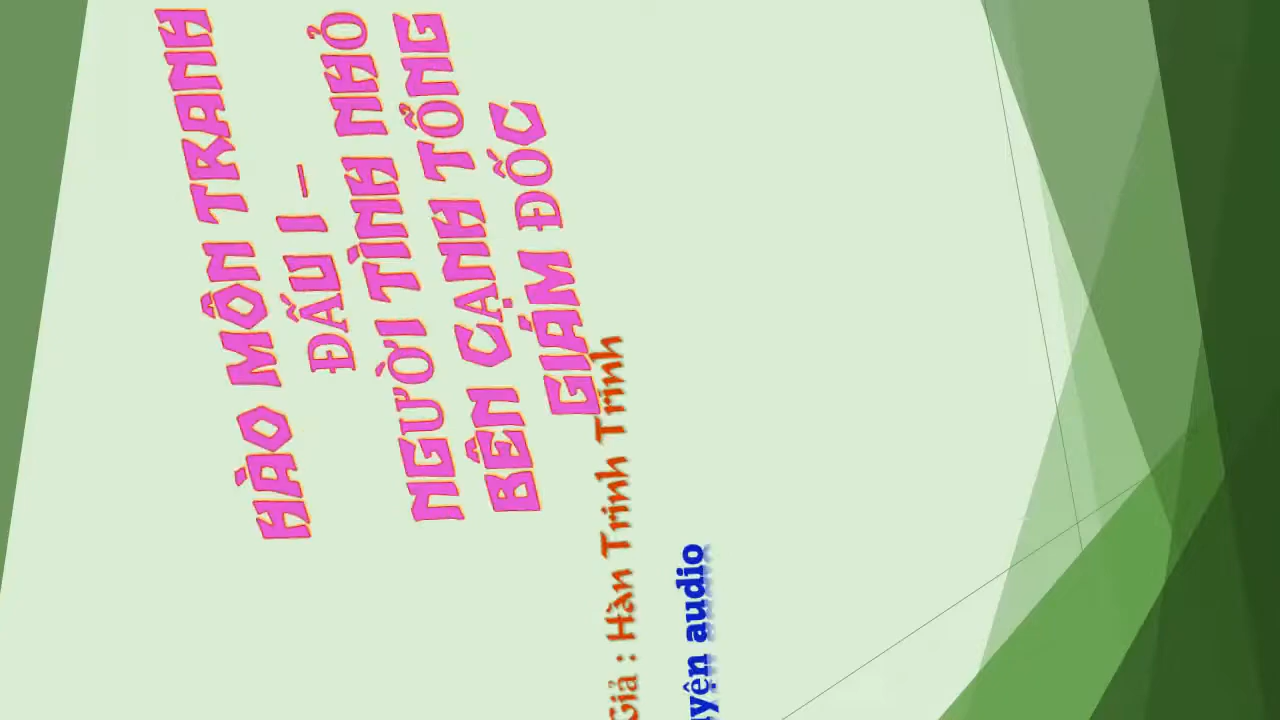 HÀO MÔN TRANH
ĐẤU I –
NGƯỜI TÌNH NHỎ
BÊN CẠNH TỔNG
GIÁM ĐỐC
Giả : Hàn Trinh Trinh
yện audio